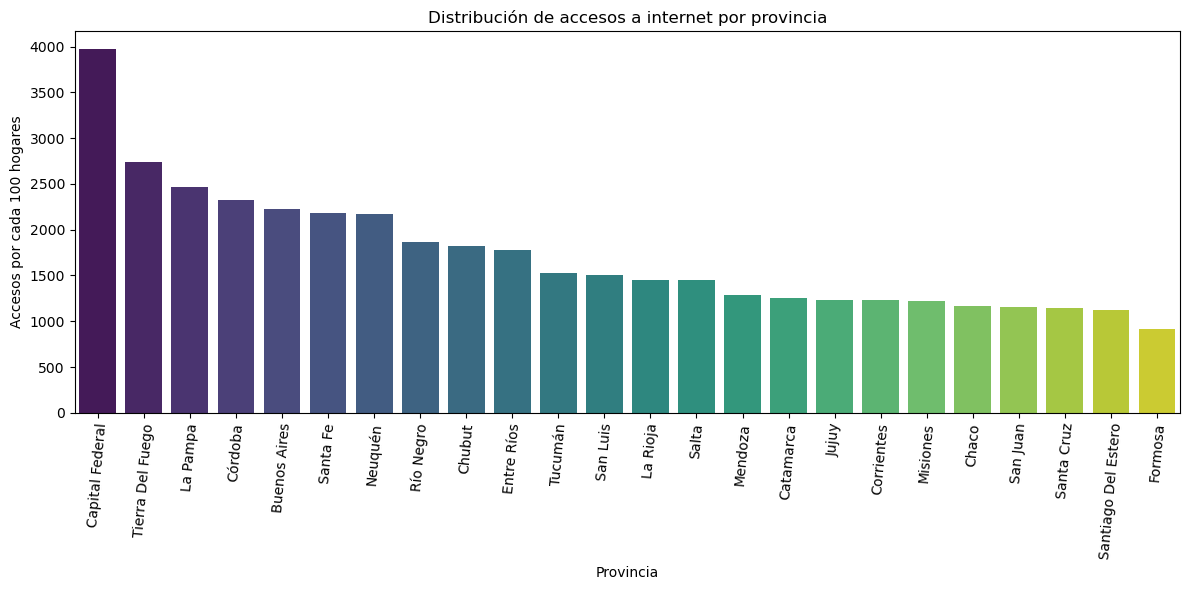 Distribución de accesos a internet por provincia
Accesos por cada 100 hogares
4000
3500
3000
2500
2000
1500
1000
500
0
Capital Federal
Tierra Del Fuego
La Pampa
Córdoba
Buenos Aires
Santa Fe
Neuquén
Río Negro
Chubut
Entre Ríos
Tucumán
San Luis
La Rioja
Salta
Mendoza
Catamarca
Jujuy
Corrientes
Misiones
Chaco
San Juan
Santa Cruz
Santiago Del Estero
Formosa
Provincia